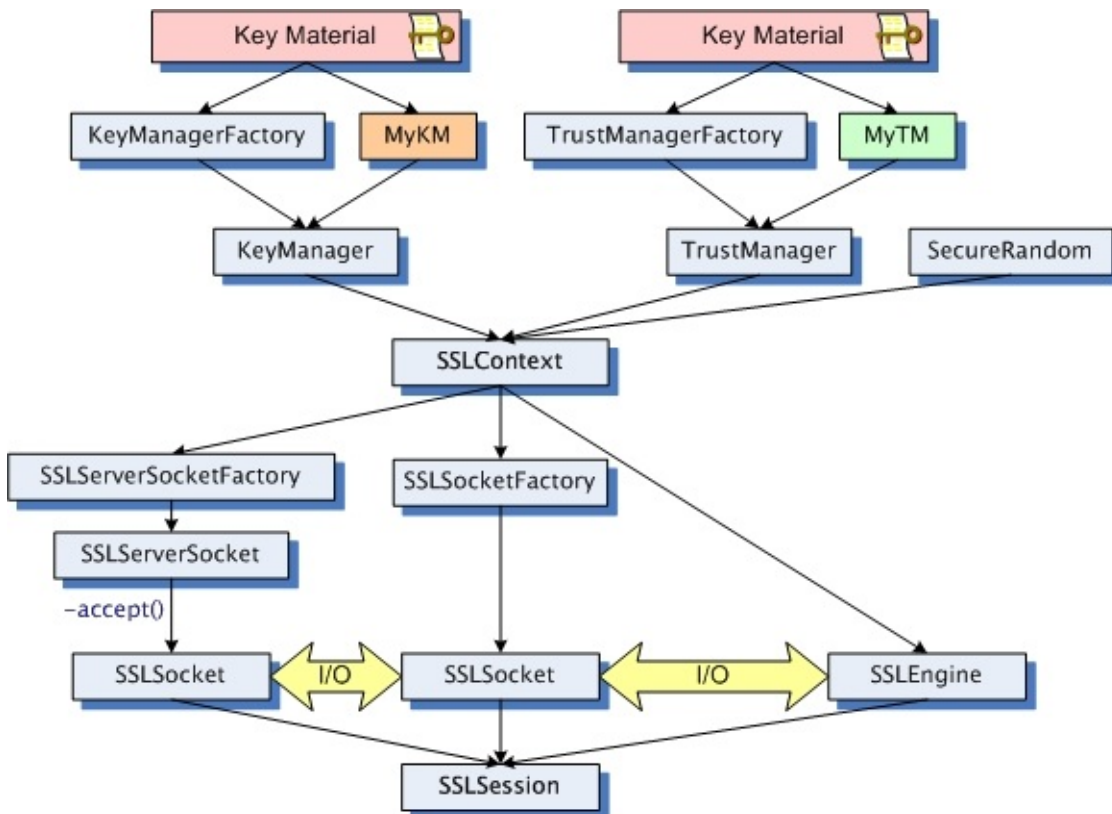 Key Material
Key Material
KeyManagerFactory
MyKM
TrustManagerFactory
MyTM
KeyManager
TrustManager
SecureRandom
SSLContext
SSLServerSocketFactory
SSLSocketFactory
SSLServerSocket
-accept()
SSLSocket
I/O
SSLSocket
I/O
SSLEngine
SSLSession